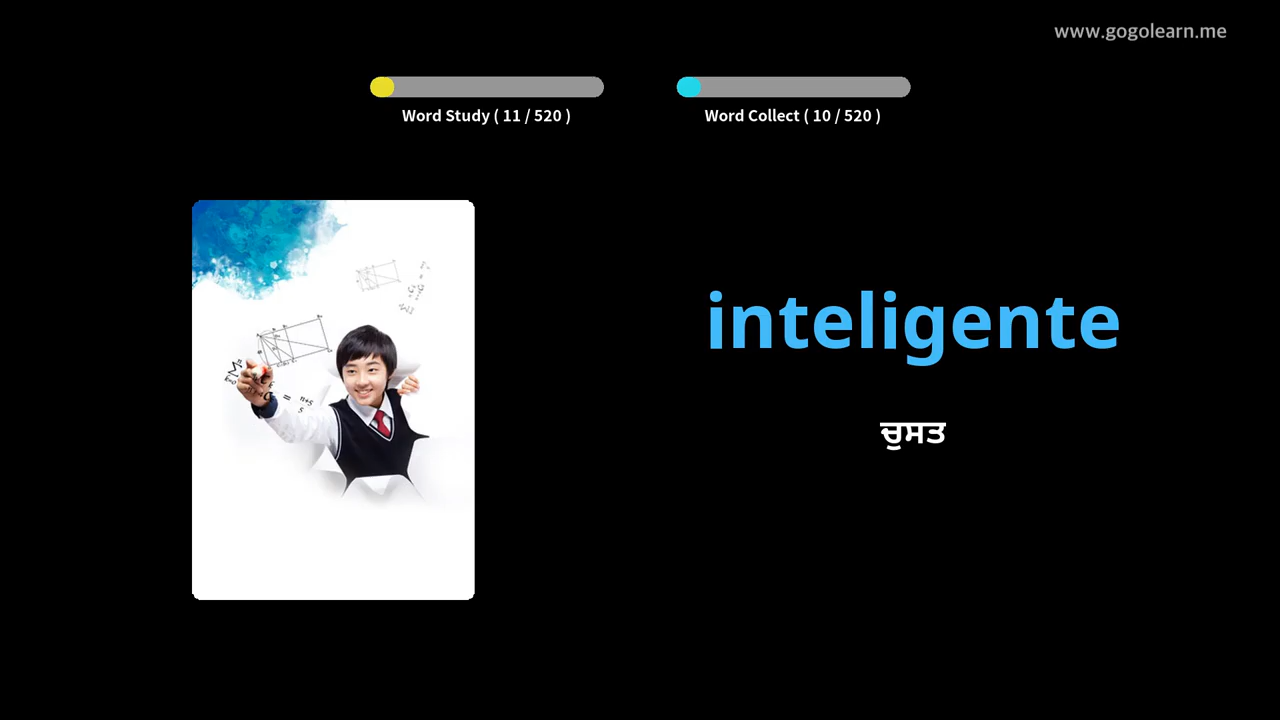 www.gogolearn.me
Word Study ( 11 / 520 )
Word Collect ( 10 / 520 )
inteligente
ਚੁਸਤ